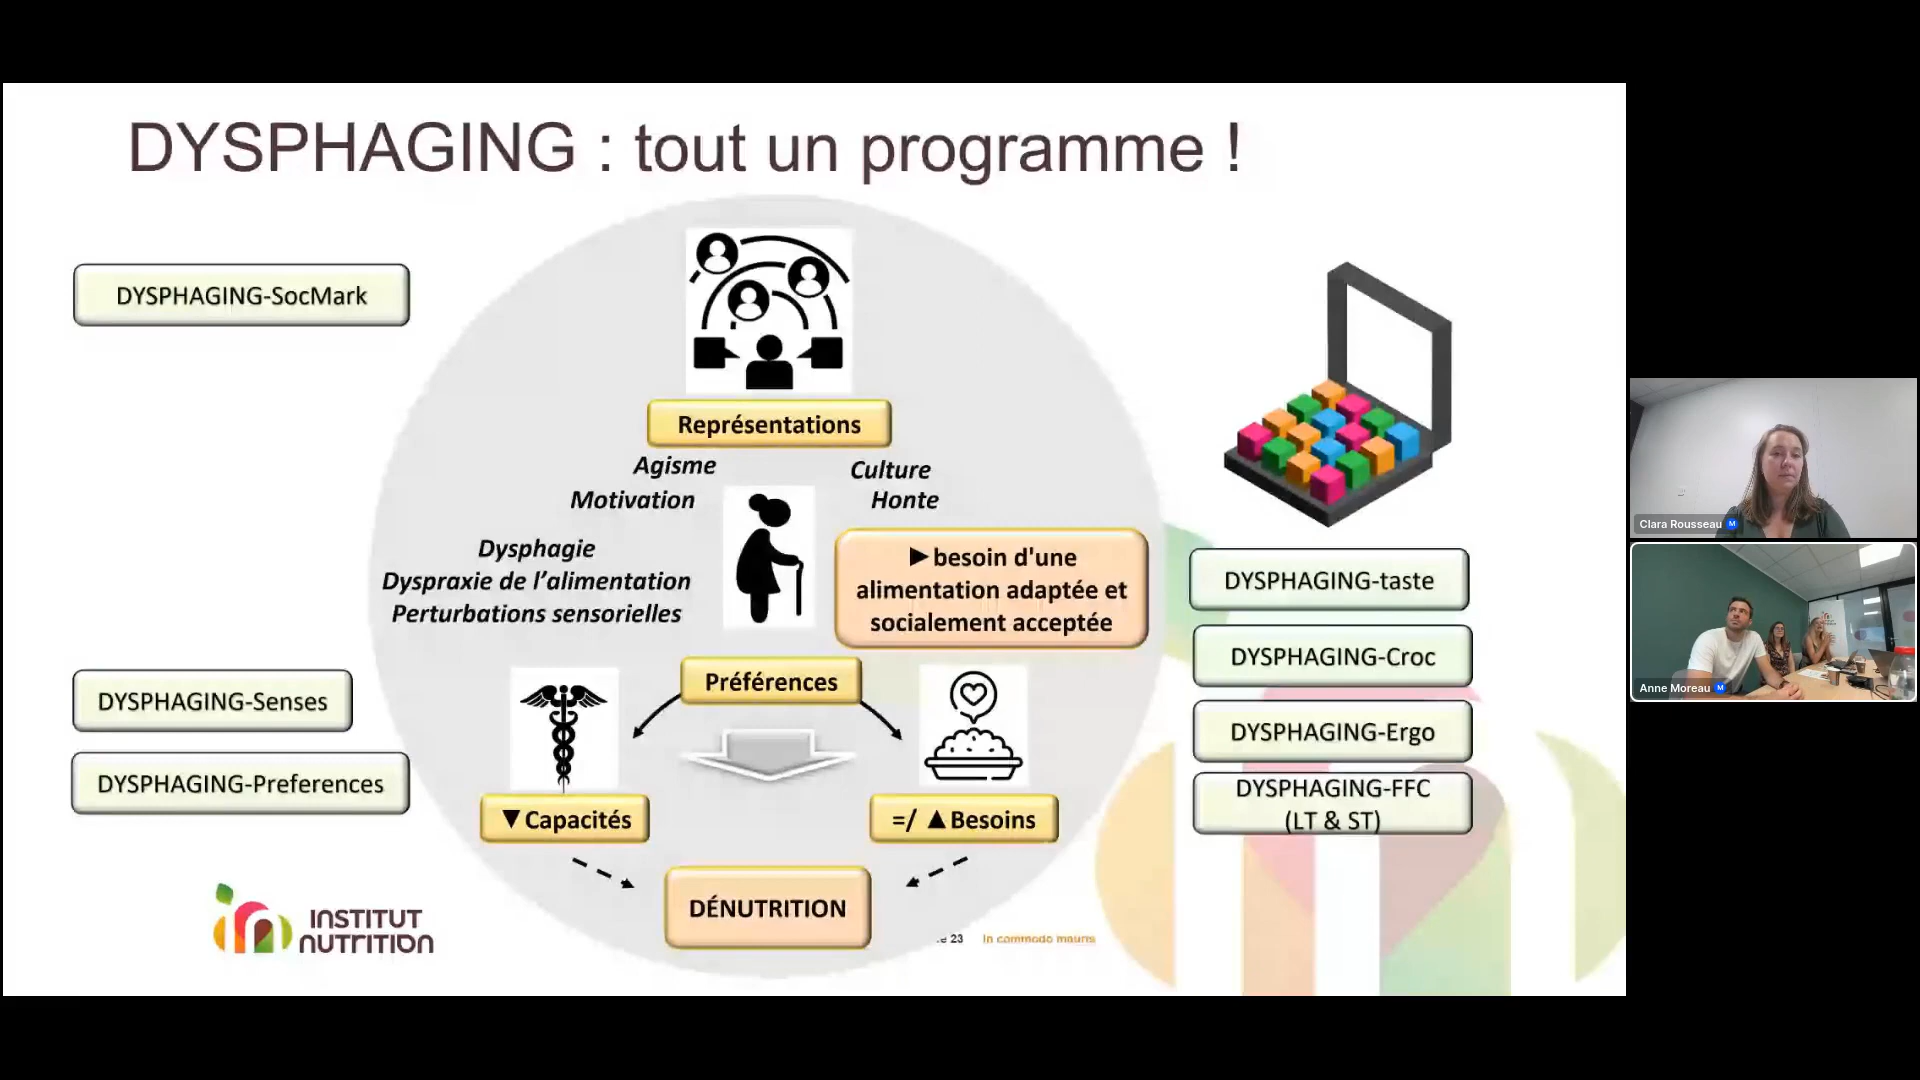 DYSPHAGING : tout un programme !
DYSPHAGING-SocMark
Représentations
Agisme
Culture
Motivation
Honte
Dysphagie
Dyspraxie de l’alimentation
Perturbations sensorielles
►besoin d'une
alimentation adaptée et
socialement acceptée
DYSPHAGING-taste
DYSPHAGING-Croc
DYSPHAGING-Ergo
DYSPHAGING-FFC
(LT & ST)
DYSPHAGING-Senses
DYSPHAGING-Preferences
Préférences
▼Capacités
=/ ▲Besoins
DÉNUTRITION
INSTITUT
NUTRITION
23 In commodo mauris
Clara Rousseau M
Anne Moreau M